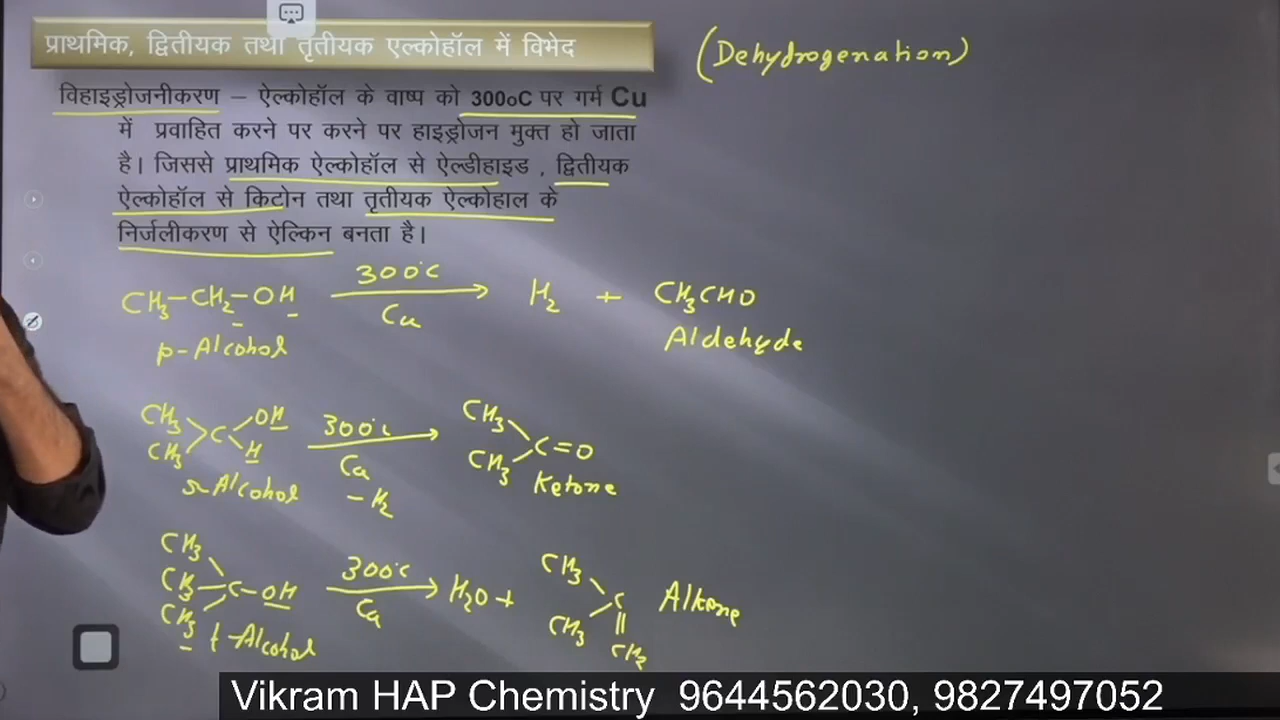 प्राथमिक, द्वितीयक तथा तृतीयक एल्कोहॉल में विभेद
(Dehydrogenation)
विहाइड्रोजनीकरण – ऐल्कोहॉल के वाष्प को 300oC पर गर्म Cu
में प्रवाहित करने पर करने पर हाइड्रोजन मुक्त हो जाता
है। जिससे प्राथमिक ऐल्कोहॉल से ऐल्डीहाइड , द्वितीयक
ऐल्कोहॉल से किटोन तथा तृतीयक ऐल्कोहाल के
निर्जलीकरण से ऐल्किन बनता है।
CH3-CH2-OH 300°C Cu H2 + CH3CHO
p-Alcohol Aldehyde
CH3 CH3 C OH H 300°C Cu -H2 CH3 CH3 C=O
s-Alcohol Ketone
CH3 CH3 CH3 C-OH 300°C Cu H2O + CH3 CH3 C || CH2 Alkene
t-Alcohol
Vikram HAP Chemistry 9644562030, 9827497052